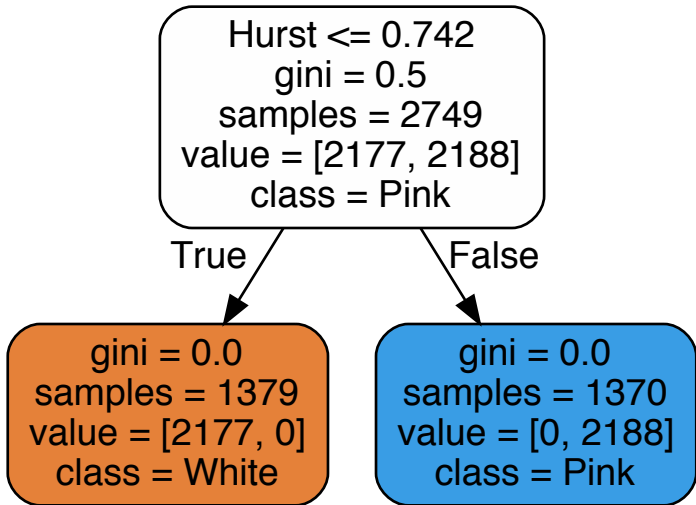 Hurst <= 0.742
gini = 0.5
samples = 2749
value = [2177, 2188]
class = Pink
True
False
gini = 0.0
samples = 1379
value = [2177, 0]
class = White
gini = 0.0
samples = 1370
value = [0, 2188]
class = Pink